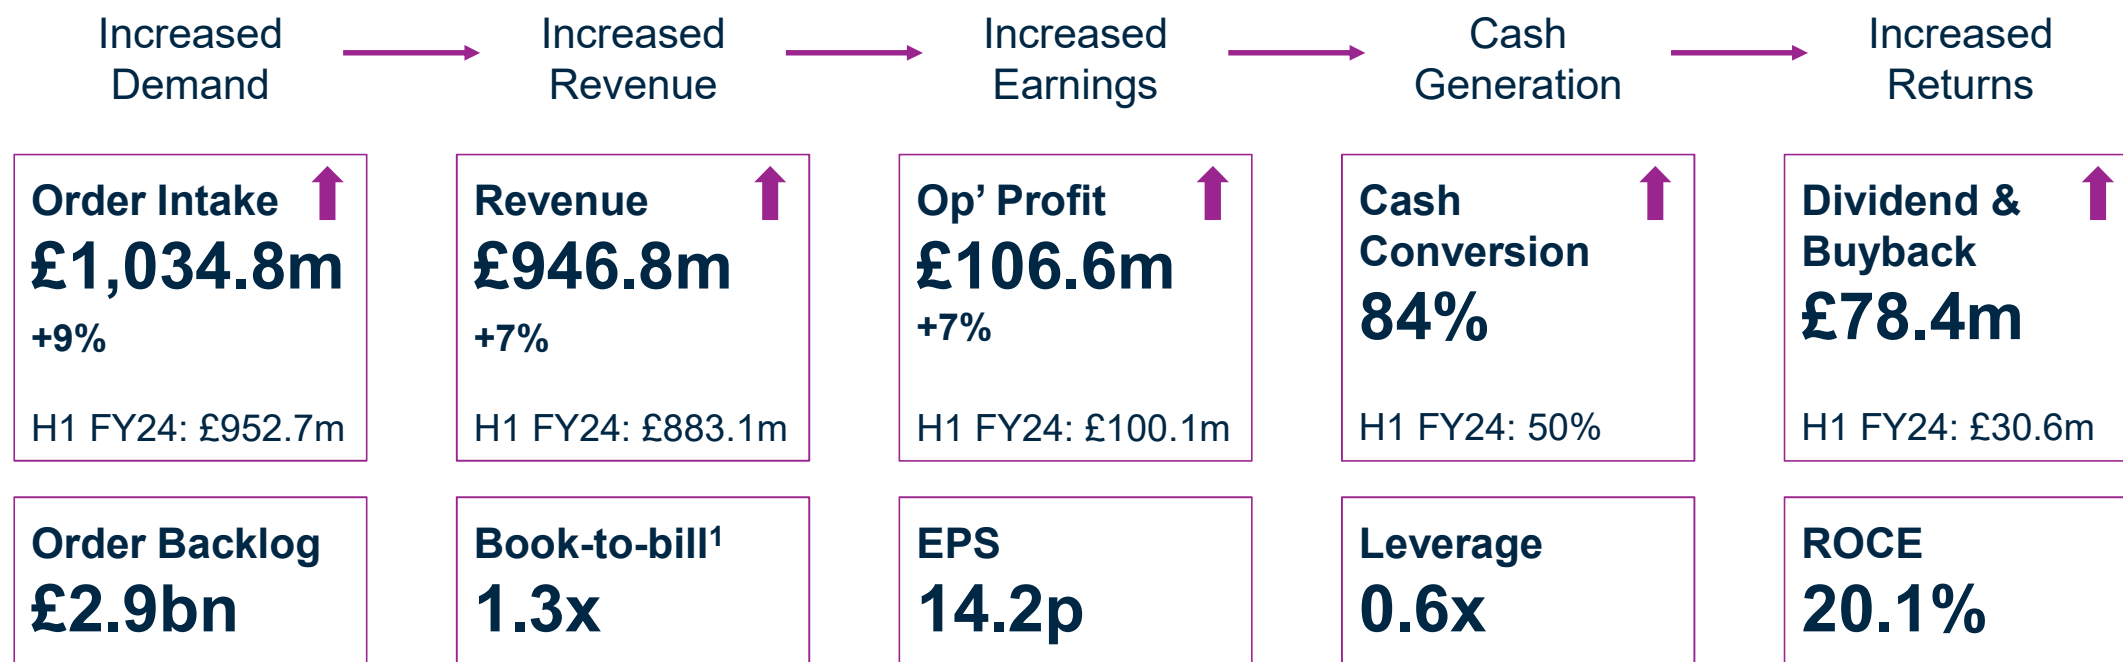 Increased
Demand
Increased
Revenue
Increased
Earnings
Cash
Generation
Increased
Returns
Order Intake
£1,034.8m
+9%
H1 FY24: £952.7m
Revenue
£946.8m
+7%
H1 FY24: £883.1m
Op’ Profit
£106.6m
+7%
H1 FY24: £100.1m
Cash
Conversion
84%
H1 FY24: 50%
Dividend &
Buyback
£78.4m
H1 FY24: £30.6m
Order Backlog
£2.9bn
Book-to-bill¹
1.3x
EPS
14.2p
Leverage
0.6x
ROCE
20.1%